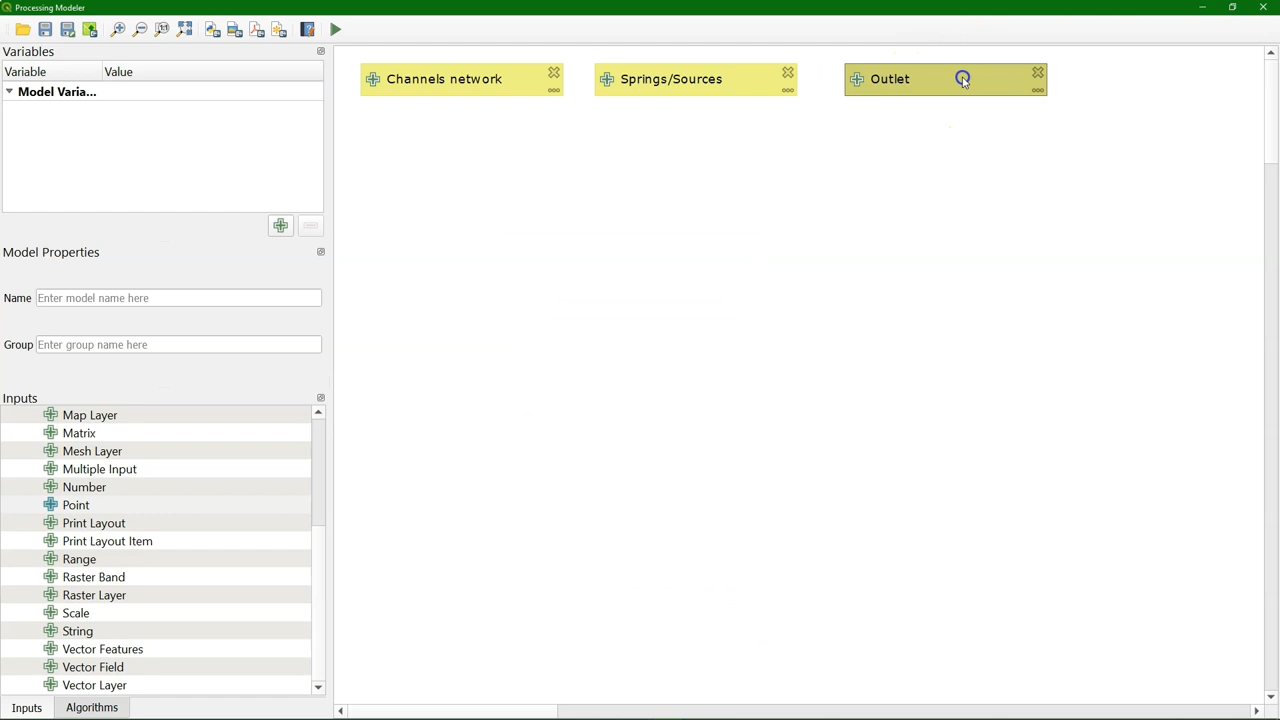 Processing Modeler
Variables
Variable Value
Model Varia...
Model Properties
Name Enter model name here
Group Enter group name here
Inputs
Map Layer
Matrix
Mesh Layer
Multiple Input
Number
Point
Print Layout
Print Layout Item
Range
Raster Band
Raster Layer
Scale
String
Vector Features
Vector Field
Vector Layer
Inputs Algorithms
Channels network Springs/Sources Outlet